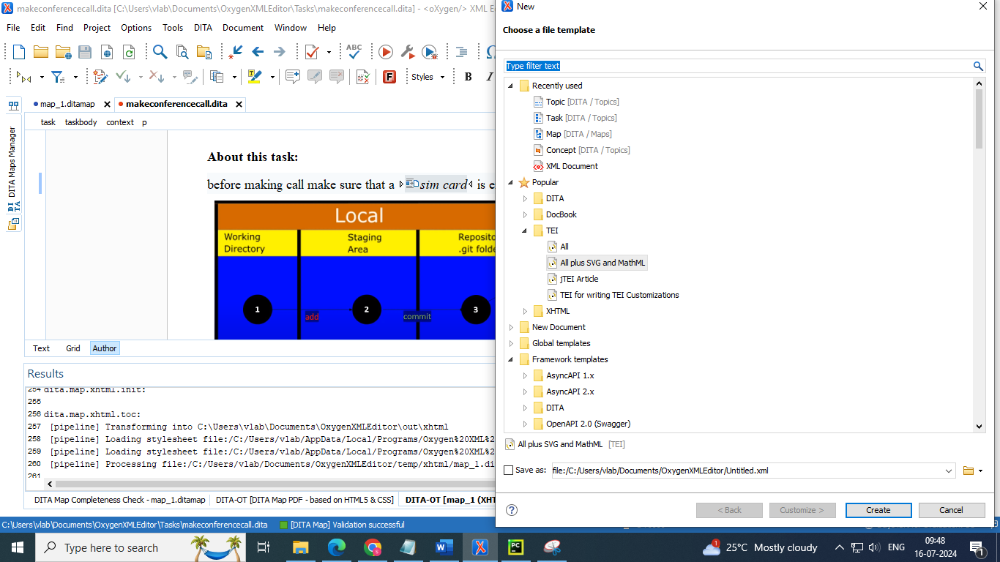 makeconferencecall.dita [C:\Users\vlab\Documents\OxygenXMLEditor\Tasks\makeconferencecall.dita] - <oXygen/> XML E
File Edit Find Project Options Tools DITA Document Window Help
ABC
F Styles B I
DITA Maps Manager
DITA
map_1.ditamap
makeconferencecall.dita
task taskbody context p
About this task:
before making call make sure that a sim card is e
Local
Working Directory
Staging Area
Reposito
.git folde
1 add 2 commit 3
Text Grid Author
Results
254 dita.map.xhtml.init:
255
256 dita.map.xhtml.toc:
257 [pipeline] Transforming into C:\Users\vlab\Documents\OxygenXMLEditor\out\xhtml
258 [pipeline] Loading stylesheet file:/C:/Users/vlab/AppData/Local/Programs/Oxygen%20XML%2
259 [pipeline] Loading stylesheet file:/C:/Users/vlab/AppData/Local/Programs/Oxygen%20XML%2
260 [pipeline] Processing file:/C:/Users/vlab/Documents/OxygenXMLEditor/temp/xhtml/map_1.di
261
DITA Map Completeness Check - map_1.ditamap DITA-OT [DITA Map PDF - based on HTML5 & CSS] DITA-OT [map_1 (XHT
C:\Users\vlab\Documents\OxygenXMLEditor\Tasks\makeconferencecall.dita [DITA Map] Validation successful
New
Choose a file template
Type filter text
Recently used
Topic [DITA / Topics]
Task [DITA / Topics]
Map [DITA / Maps]
Concept [DITA / Topics]
XML Document
Popular
DITA
DocBook
TEI
All
All plus SVG and MathML
jTEI Article
TEI for writing TEI Customizations
XHTML
New Document
Global templates
Framework templates
AsyncAPI 1.x
AsyncAPI 2.x
DITA
OpenAPI 2.0 (Swagger)
All plus SVG and MathML [TEI]
Save as: file:/C:/Users/vlab/Documents/OxygenXMLEditor/Untitled.xml
? < Back Customize > Create Cancel
Type here to search
1 25°C Mostly cloudy ENG 09:48
16-07-2024
1